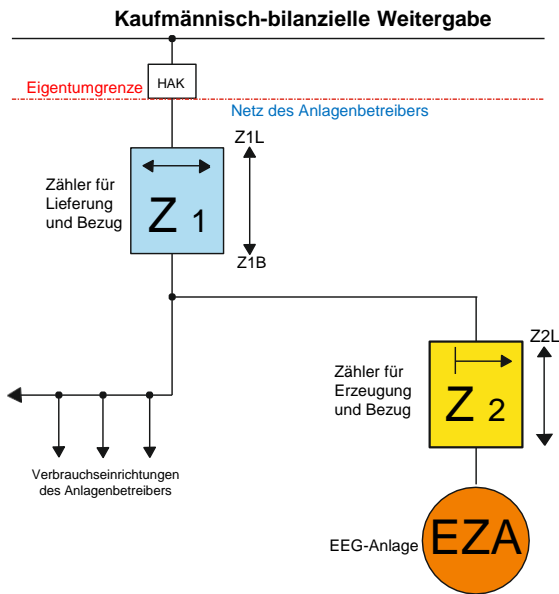 Kaufmännisch-bilanzielle Weitergabe
HAK
Eigentumgrenze
Netz des Anlagenbetreibers
Z1L
Zähler für
Lieferung
und Bezug
Z 1
Z1B
Z2L
Zähler für
Erzeugung
und Bezug
Z 2
Verbrauchseinrichtungen
des Anlagenbetreibers
EEG-Anlage
EZA